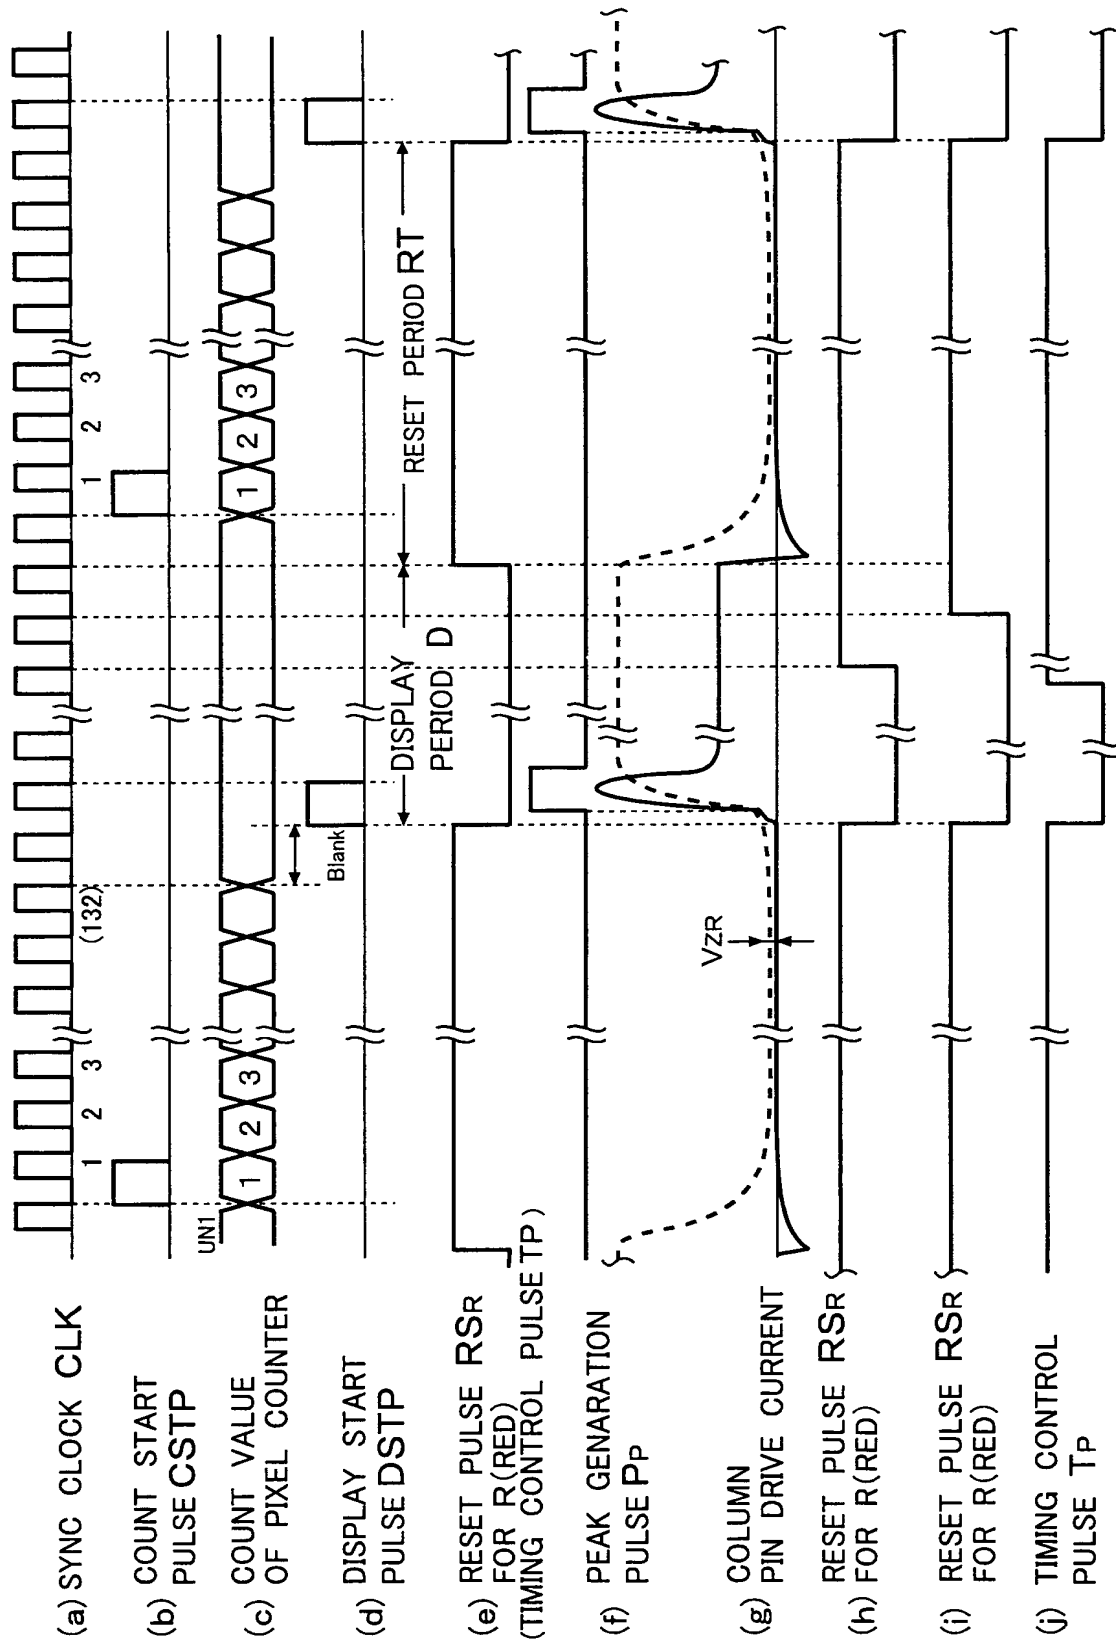 (a) SYNC CLOCK CLK
1 2 3 (132) 1 2 3
(b) COUNT START
PULSE CSTP
(c) COUNT VALUE
OF PIXEL COUNTER
UN1
1 2 3 1 2 3
(d) DISPLAY START
PULSE DSTP
Blank
DISPLAY
PERIOD D
RESET PERIOD RT
(e) RESET PULSE RSR
FOR R(RED)
(TIMING CONTROL PULSE TP)
(f) PEAK GENARATION
PULSE PP
VZR
(g) COLUMN
PIN DRIVE CURRENT
(h) RESET PULSE RSR
FOR R(RED)
(i) RESET PULSE RSR
FOR R(RED)
(j) TIMING CONTROL
PULSE TP